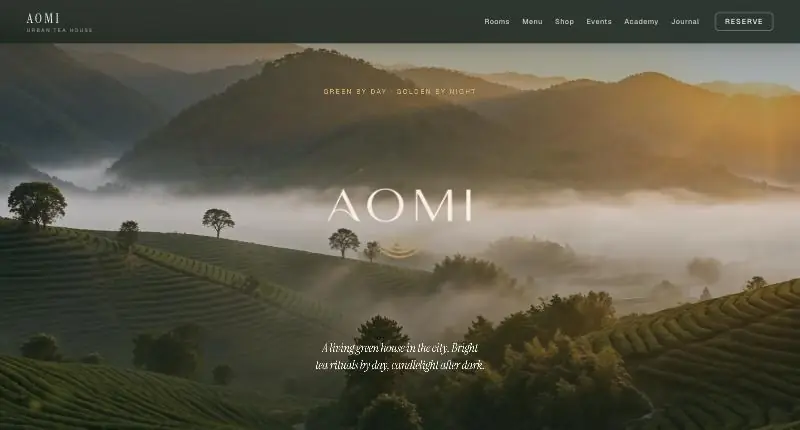 AOMI
URBAN TEA HOUSE
Rooms Menu Shop Events Academy Journal RESERVE
GREEN BY DAY · GOLDEN BY NIGHT
AOMI
A living green house in the city. Bright
tea rituals by day, candlelight after dark.